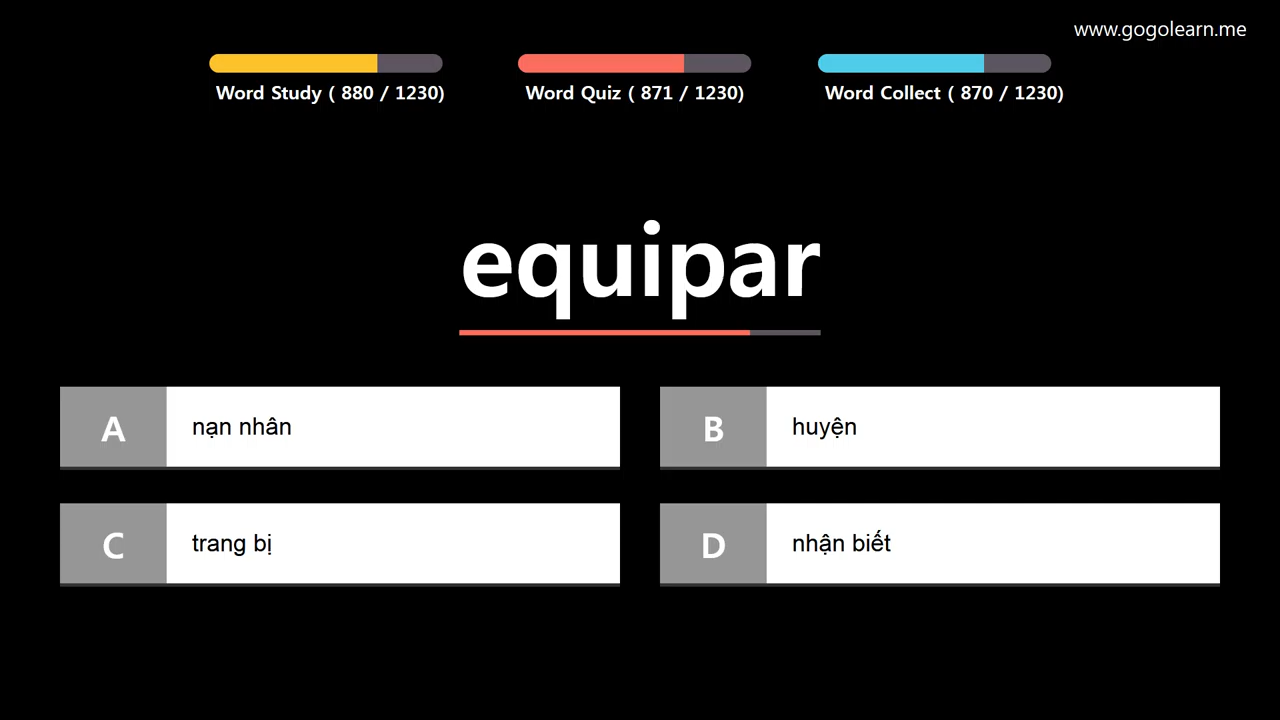 www.gogolearn.me
Word Study ( 880 / 1230)
Word Quiz ( 871 / 1230)
Word Collect ( 870 / 1230)
equipar
A
nạn nhân
B
huyện
C
trang bị
D
nhận biết